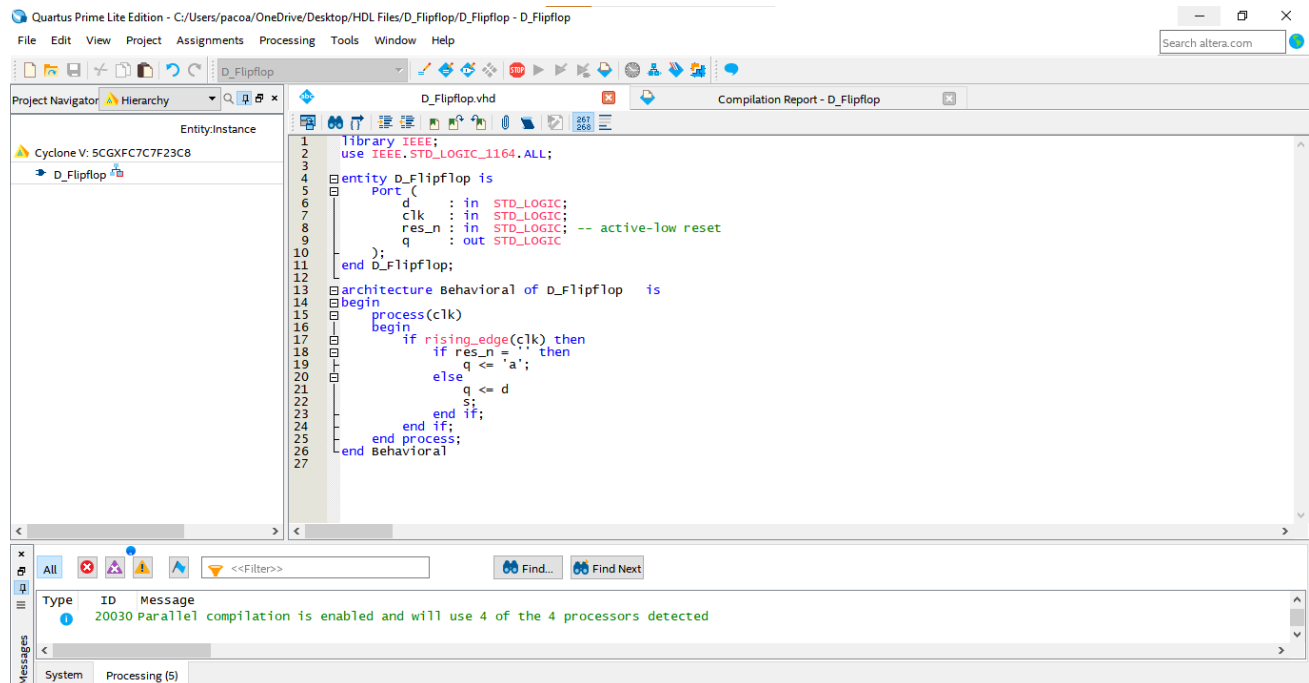 Quartus Prime Lite Edition - C:/Users/pacoa/OneDrive/Desktop/HDL Files/D_Flipflop/D_Flipflop - D_Flipflop
File Edit View Project Assignments Processing Tools Window Help
Search altera.com
D_Flipflop
Project Navigator Hierarchy
D_Flipflop.vhd
Compilation Report - D_Flipflop
Entity:Instance
Cyclone V: 5CGXFC7C7F23C8
D_Flipflop
267
268
1 library IEEE;
2 use IEEE.STD_LOGIC_1164.ALL;
3
4 entity D_Flipflop is
5 Port (
6 d : in STD_LOGIC;
7 clk : in STD_LOGIC;
8 res_n : in STD_LOGIC; -- active-low reset
9 q : out STD_LOGIC
10 );
11 end D_Flipflop;
12
13 architecture Behavioral of D_Flipflop is
14 begin
15 process(clk)
16 begin
17 if rising_edge(clk) then
18 if res_n = '' then
19 q <= 'a';
20 else
21 q <= d
22 s;
23 end if;
24 end if;
25 end process;
26 end Behavioral
27
All <<Filter>> Find... Find Next
Type ID Message
20030 Parallel compilation is enabled and will use 4 of the 4 processors detected
Messages
System Processing (5)